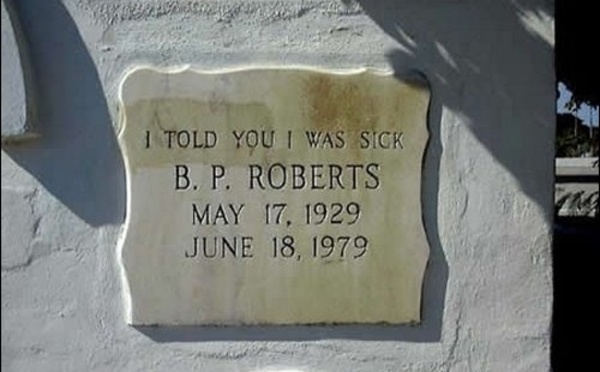 I TOLD YOU I WAS SICK
B. P. ROBERTS
MAY 17, 1929
JUNE 18, 1979